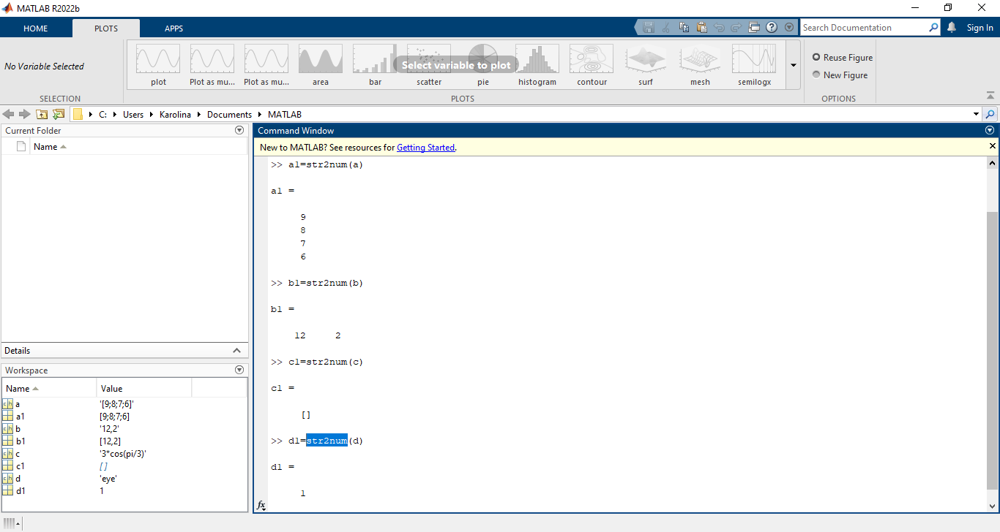 MATLAB R2022b
HOME PLOTS APPS
Search Documentation
Sign In
No Variable Selected
Select variable to plot
plot Plot as mu... Plot as mu... area bar scatter pie histogram contour surf mesh semilogx
Reuse Figure
New Figure
SELECTION PLOTS OPTIONS
C: Users Karolina Documents MATLAB
Current Folder
Name
Details
Workspace
Name Value
a '[9;8;7;6]'
a1 [9;8;7;6]
b '12,2'
b1 [12,2]
c '3*cos(pi/3)'
c1 []
d 'eye'
d1 1
Command Window
New to MATLAB? See resources for Getting Started.
>> a1=str2num(a)
a1 =
9
8
7
6
>> b1=str2num(b)
b1 =
12 2
>> c1=str2num(c)
c1 =
[]
>> d1=str2num(d)
d1 =
1
fx